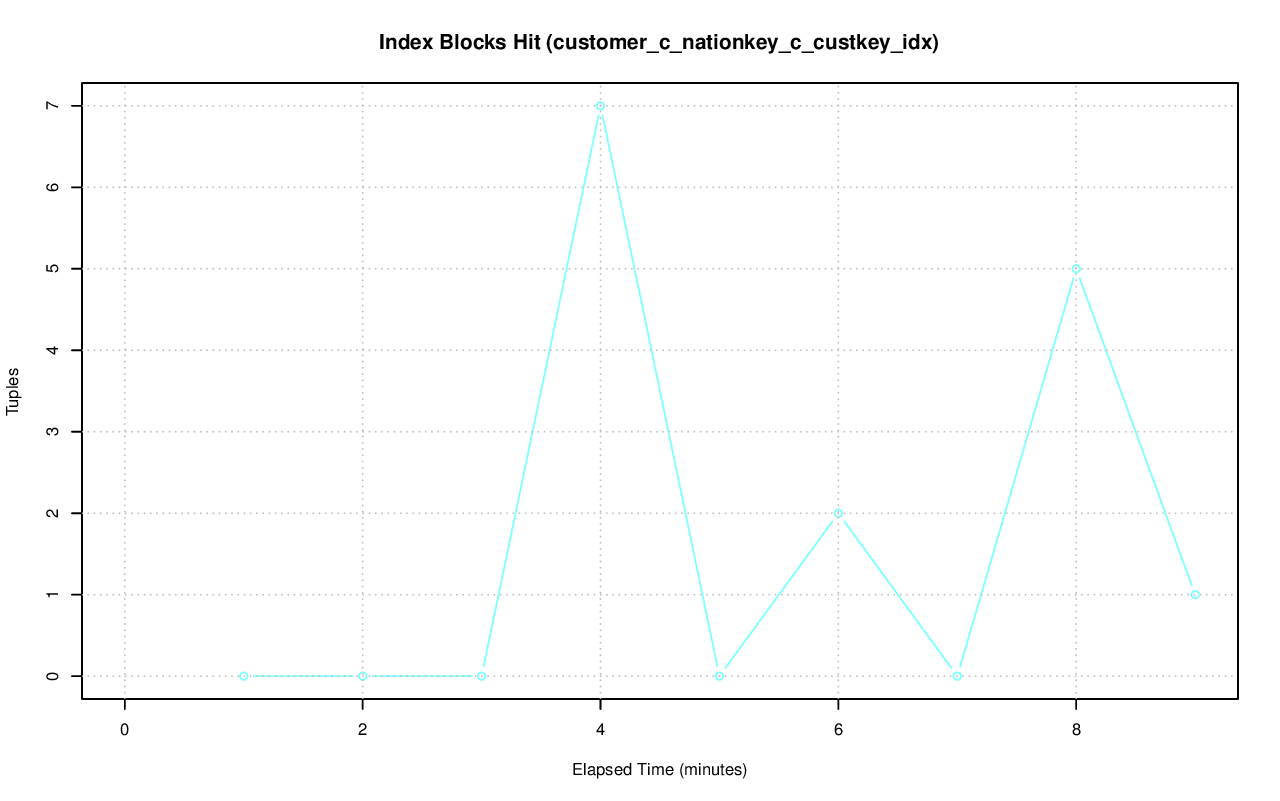 Index Blocks Hit (customer_c_nationkey_c_custkey_idx)
7
6
5
4
3
2
1
0
Tuples
0 2 4 6 8
Elapsed Time (minutes)